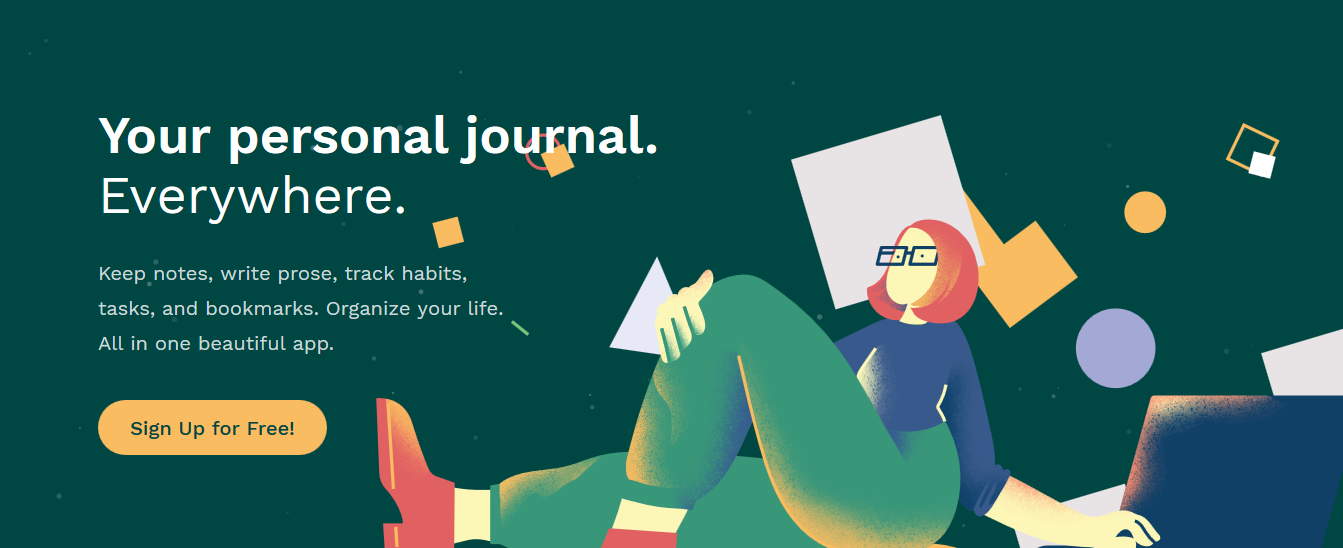 Your personal journal.
Everywhere.
Keep notes, write prose, track habits,
tasks, and bookmarks. Organize your life.
All in one beautiful app.
Sign Up for Free!